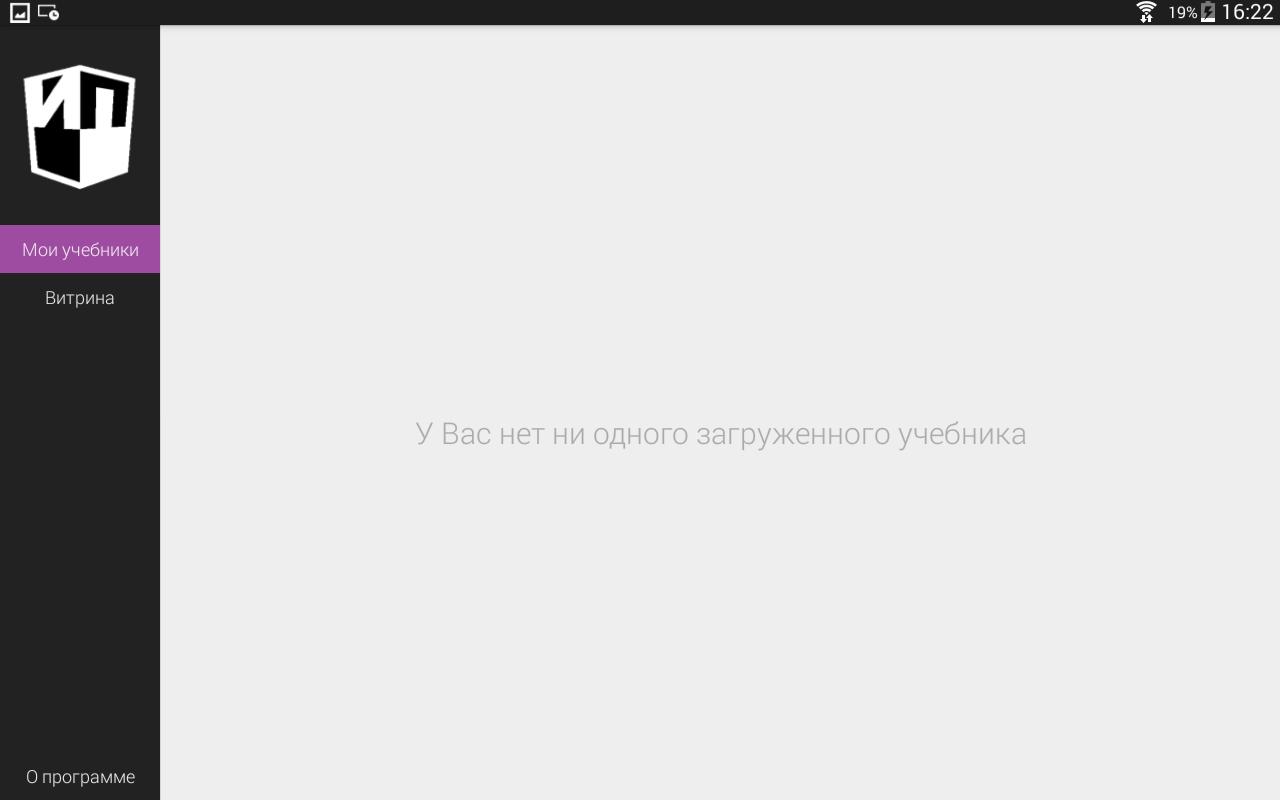 19% 16:22
ИП
Мои учебники
Витрина
У Вас нет ни одного загруженного учебника
О программе